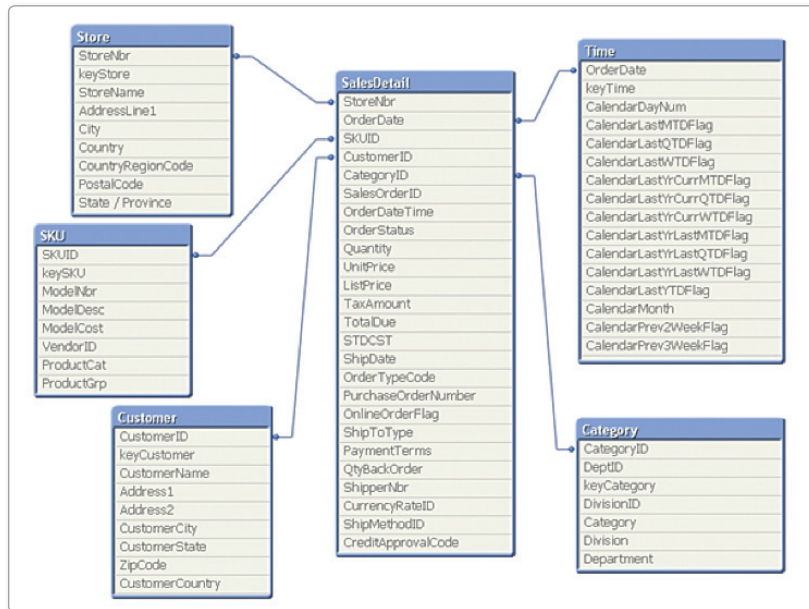 Store
StoreNbr
keyStore
StoreName
AddressLine1
City
Country
CountryRegionCode
PostalCode
State / Province
SKU
SKUID
keySKU
ModelNbr
ModelDesc
ModelCost
VendorID
ProductCat
ProductGrp
Customer
CustomerID
keyCustomer
CustomerName
Address1
Address2
CustomerCity
CustomerState
ZipCode
CustomerCountry
SalesDetail
StoreNbr
OrderDate
SKUID
CustomerID
CategoryID
SalesOrderID
OrderDateTime
OrderStatus
Quantity
UnitPrice
ListPrice
TaxAmount
TotalDue
STDCST
ShipDate
OrderTypeCode
PurchaseOrderNumber
OnlineOrderFlag
ShipToType
PaymentTerms
QtyBackOrder
ShipperNbr
CurrencyRateID
ShipMethodID
CreditApprovalCode
Time
OrderDate
keyTime
CalendarDayNum
CalendarLastMTDFlag
CalendarLastQTDFlag
CalendarLastWTDFlag
CalendarLastYrCurrMTDFlag
CalendarLastYrCurrQTDFlag
CalendarLastYrCurrWTDFlag
CalendarLastYrLastMTDFlag
CalendarLastYrLastQTDFlag
CalendarLastYrLastWTDFlag
CalendarLastYTDFlag
CalendarMonth
CalendarPrev2WeekFlag
CalendarPrev3WeekFlag
Category
CategoryID
DeptID
keyCategory
DivisionID
Category
Division
Department